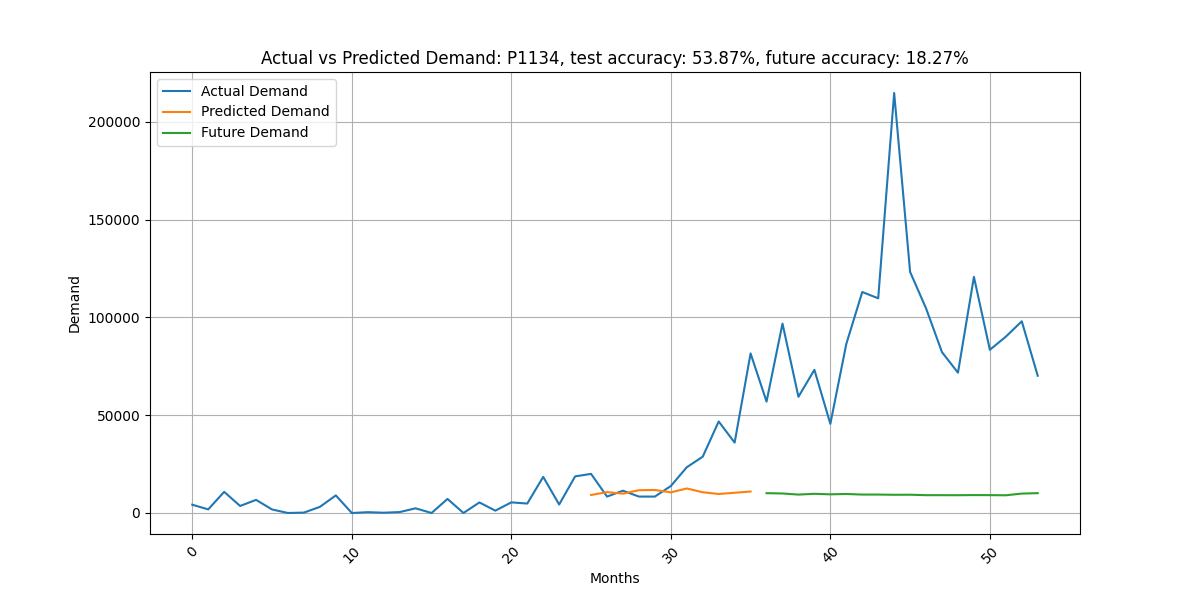 Actual vs Predicted Demand: P1134, test accuracy: 53.87%, future accuracy: 18.27%
Actual Demand
Predicted Demand
Future Demand
200000
150000
100000
50000
0
Demand
0 10 20 30 40 50
Months